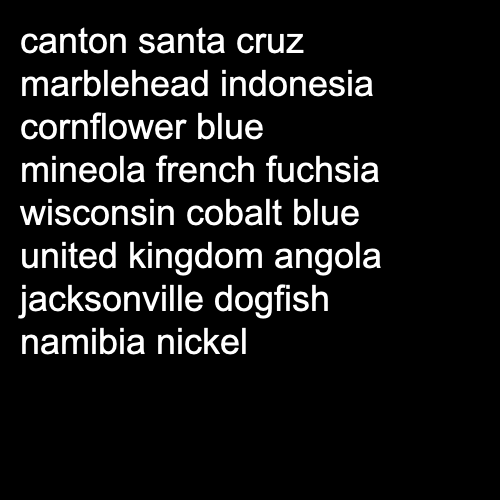 canton santa cruz
marblehead indonesia
cornflower blue
mineola french fuchsia
wisconsin cobalt blue
united kingdom angola
jacksonville dogfish
namibia nickel